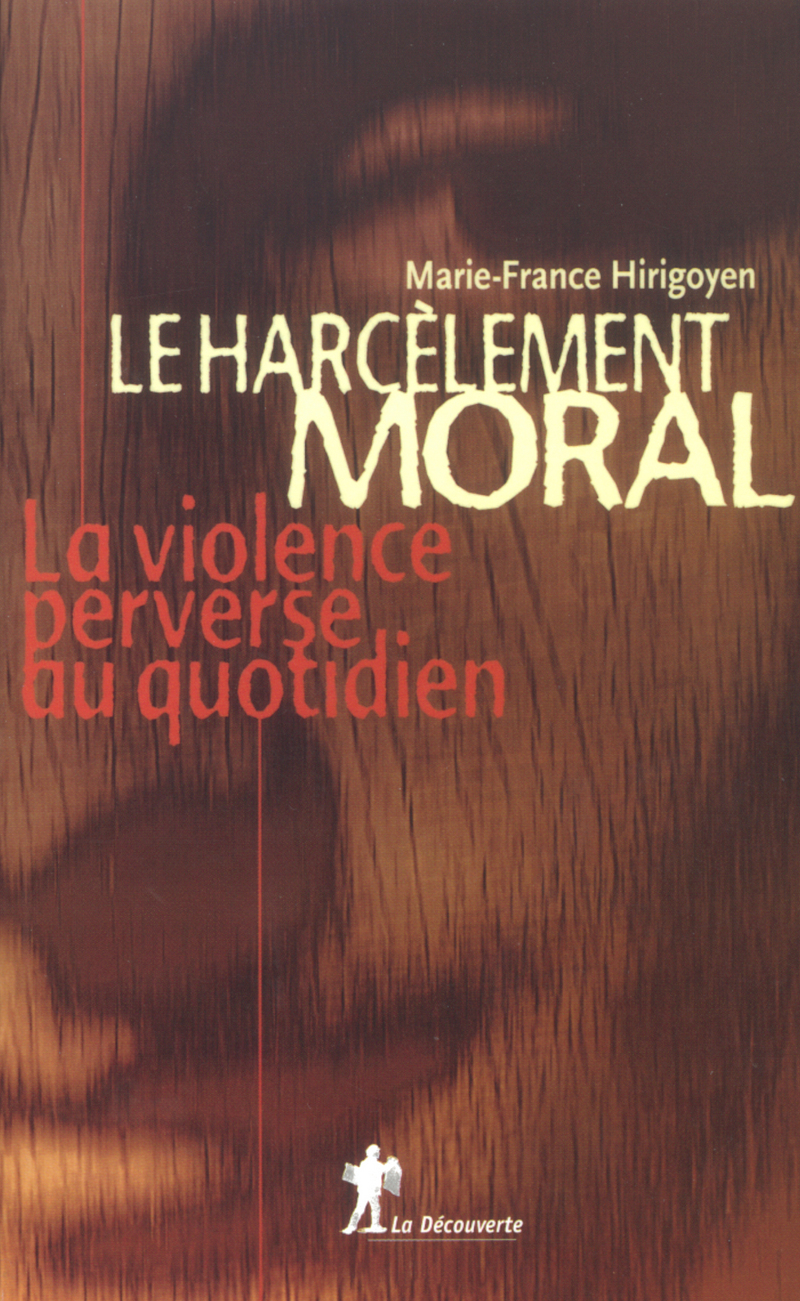 Marie-France Hirigoyen
LE HARCÈLEMENT
MORAL
La violence
perverse
au quotidien
La Découverte